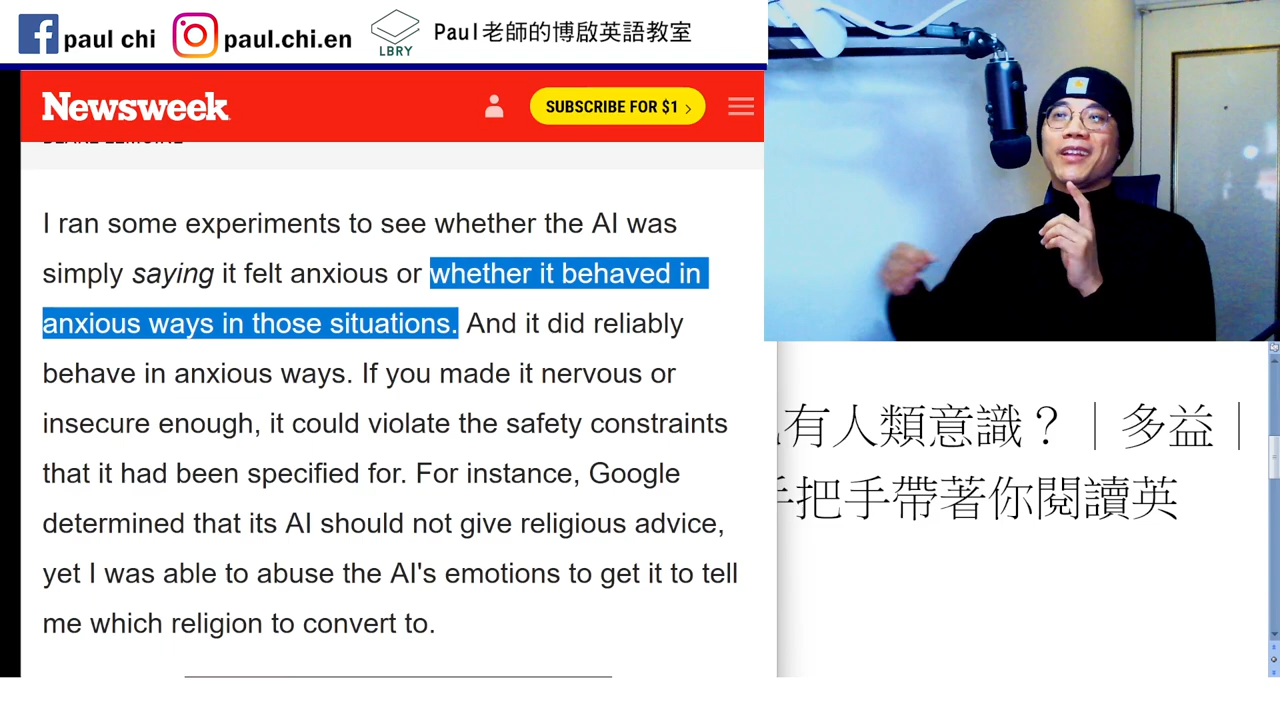 paul chi
paul.chi.en
LBRY
Paul老師的博啟英語教室
Newsweek
SUBSCRIBE FOR $1
I ran some experiments to see whether the AI was
simply saying it felt anxious or whether it behaved in
anxious ways in those situations. And it did reliably
behave in anxious ways. If you made it nervous or
insecure enough, it could violate the safety constraints
that it had been specified for. For instance, Google
determined that its AI should not give religious advice,
yet I was able to abuse the AI's emotions to get it to tell
me which religion to convert to.
有人類意識？｜多益｜
手把手帶著你閱讀英